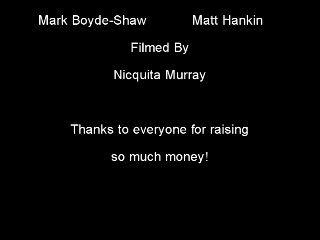 Mark Boyde-Shaw Matt Hankin
Filmed By
Nicquita Murray
Thanks to everyone for raising
so much money!